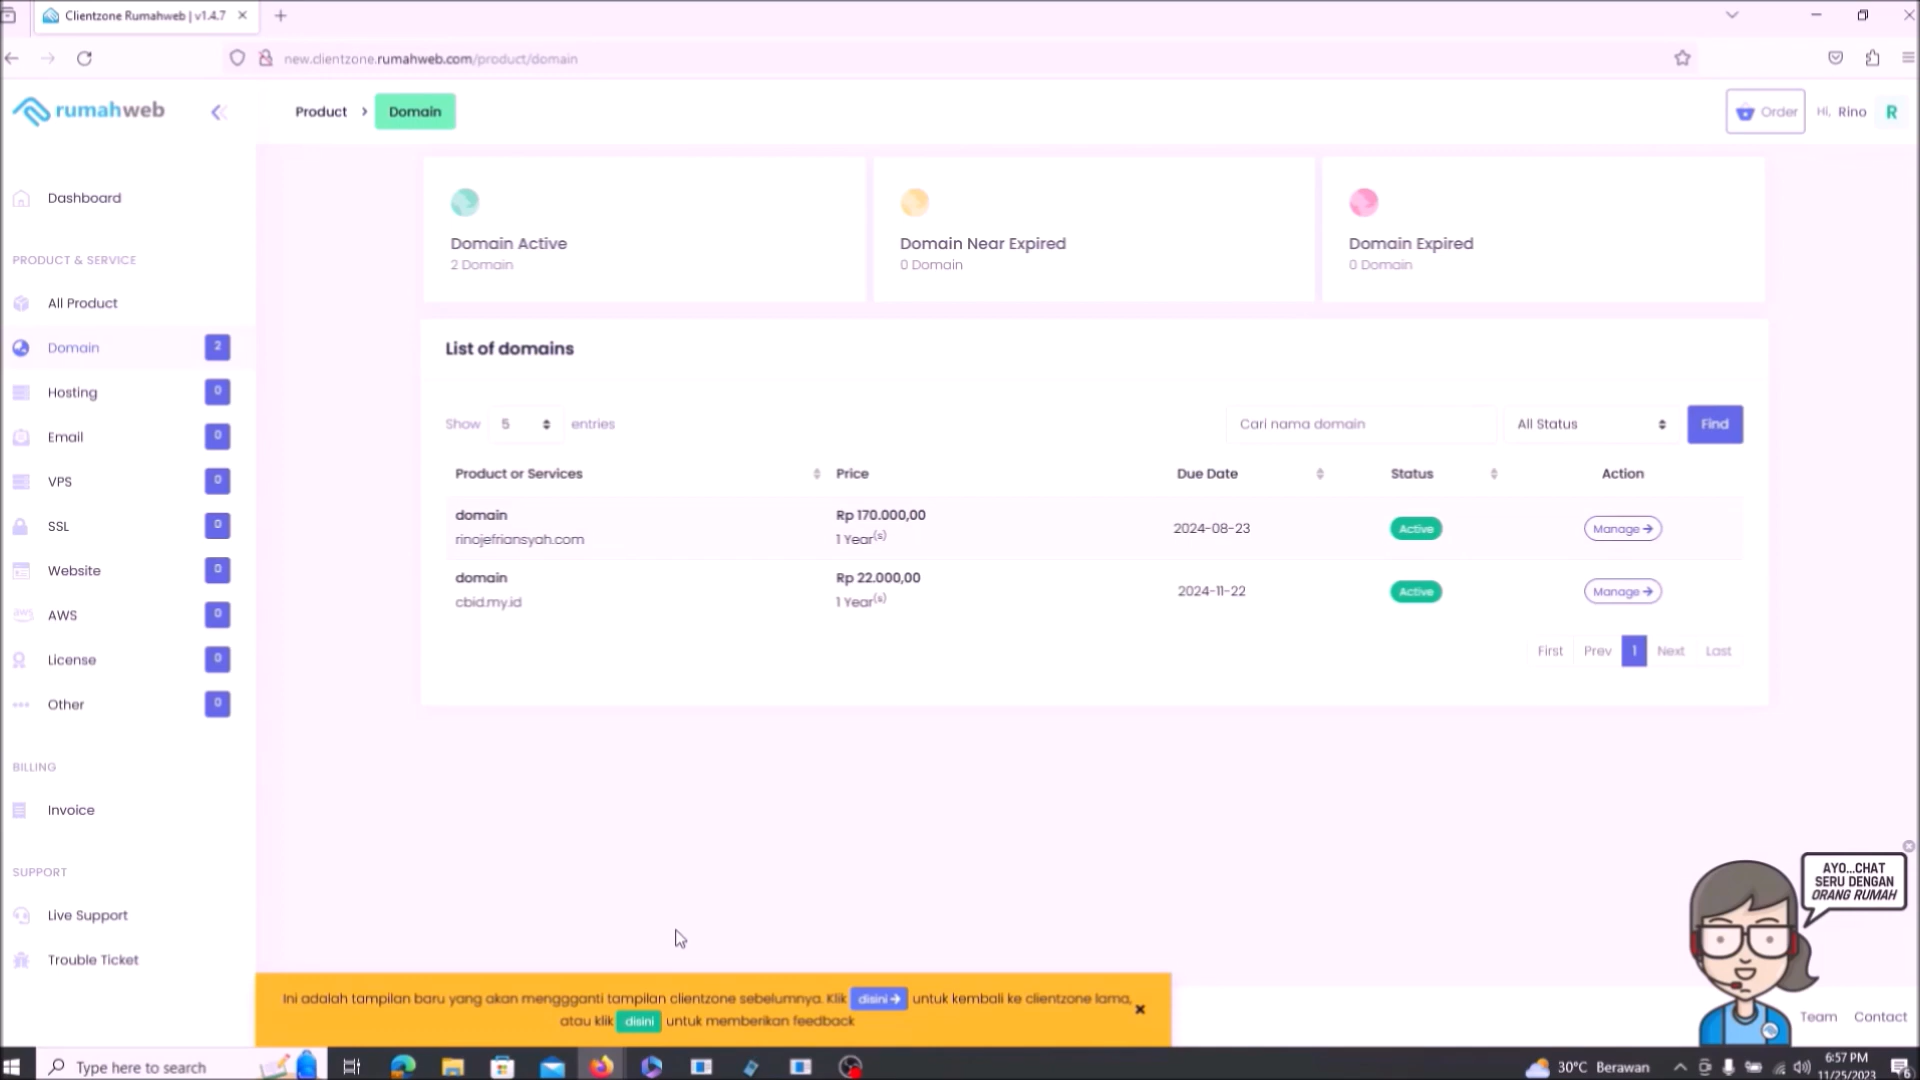 Clientzone Rumahweb | v1.4.7
new.clientzone.rumahweb.com/product/domain
rumahweb
Product > Domain
Order
Hi, Rino R
Dashboard
PRODUCT & SERVICE
All Product
Domain 2
Hosting 0
Email 0
VPS 0
SSL 0
Website 0
aws AWS 0
License 0
Other 0
BILLING
Invoice
SUPPORT
Live Support
Trouble Ticket
Domain Active
2 Domain
Domain Near Expired
0 Domain
Domain Expired
0 Domain
List of domains
Show 5 entries
Cari nama domain
All Status
Find
Product or Services Price Due Date Status Action
domain Rp 170.000,00
rinojefriansyah.com 1 Year(s) 2024-08-23 Active Manage →
domain Rp 22.000,00
cbid.my.id 1 Year(s) 2024-11-22 Active Manage →
First Prev 1 Next Last
AYO...CHAT
SERU DENGAN
ORANG RUMAH
Ini adalah tampilan baru yang akan mengganti tampilan clientzone sebelumnya. Klik disini → untuk kembali ke clientzone lama,
atau klik disini untuk memberikan feedback
Team Contact
Type here to search
30°C Berawan
6:57 PM
11/25/2023
6